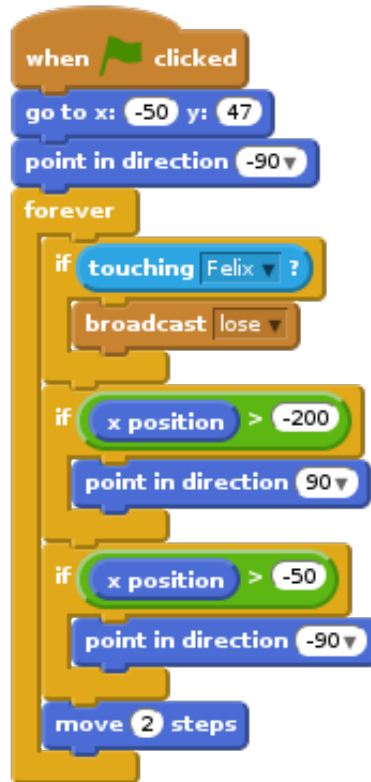 when clicked
go to x: -50 y: 47
point in direction -90
forever
if touching Felix ?
broadcast lose
if x position > -200
point in direction 90
if x position > -50
point in direction -90
move 2 steps